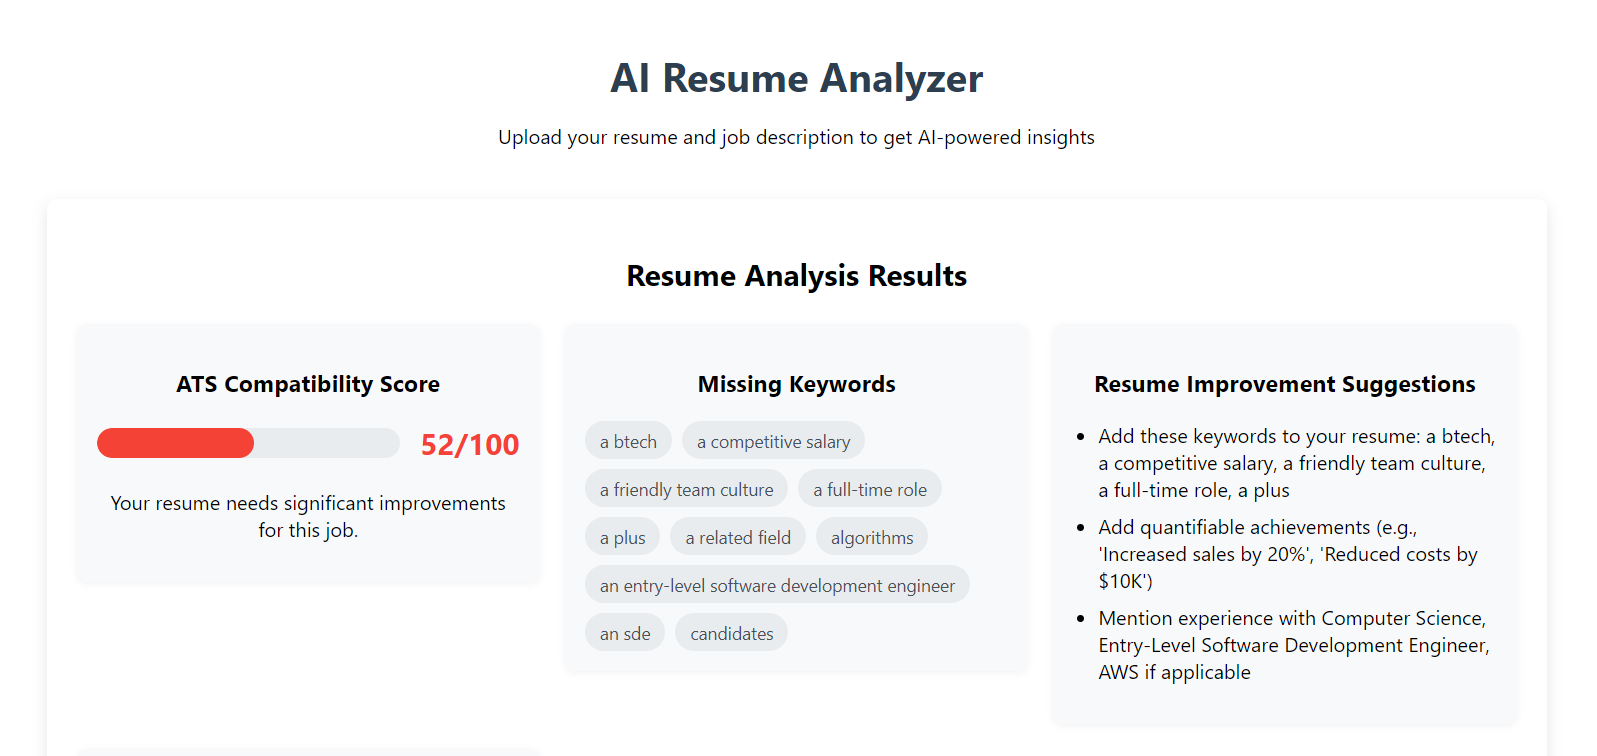 AI Resume Analyzer
Upload your resume and job description to get AI-powered insights
Resume Analysis Results
ATS Compatibility Score
52/100
Your resume needs significant improvements
for this job.
Missing Keywords
a btech
a competitive salary
a friendly team culture
a full-time role
a plus
a related field
algorithms
an entry-level software development engineer
an sde
candidates
Resume Improvement Suggestions
Add these keywords to your resume: a btech,
a competitive salary, a friendly team culture,
a full-time role, a plus
Add quantifiable achievements (e.g.,
'Increased sales by 20%', 'Reduced costs by
$10K')
Mention experience with Computer Science,
Entry-Level Software Development Engineer,
AWS if applicable